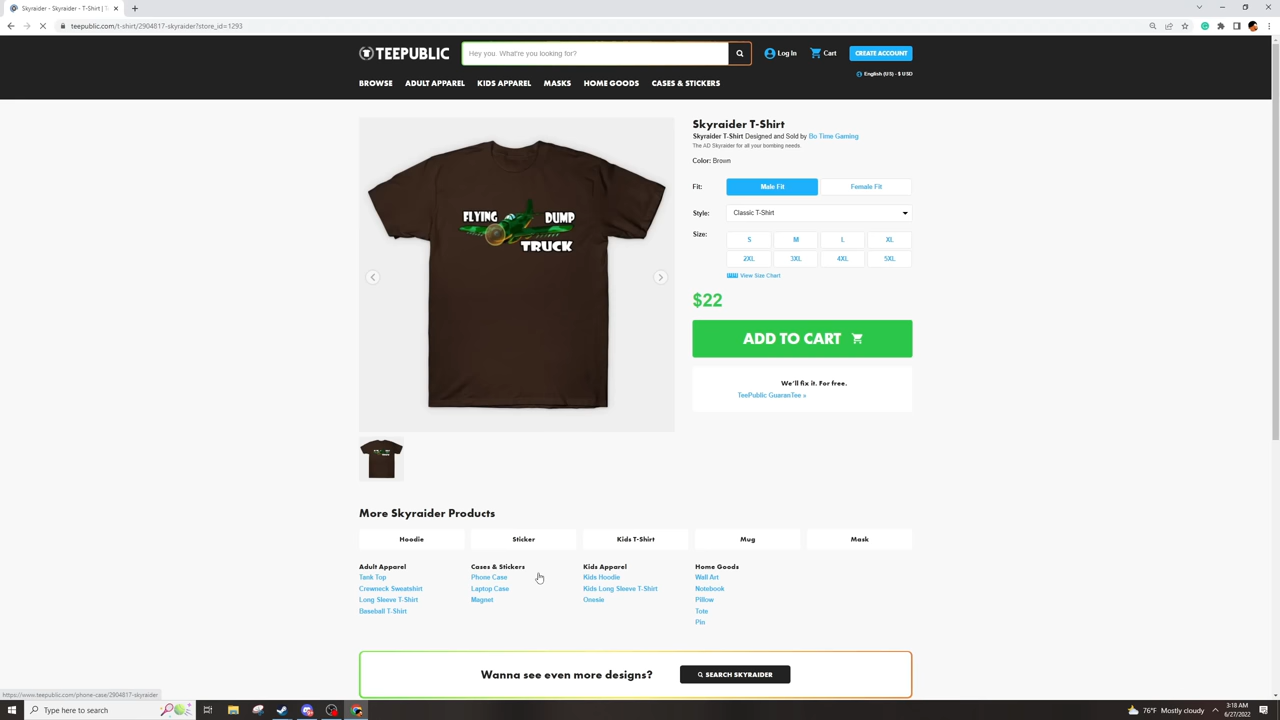 Skyraider - Skyraider - T-Shirt | T
teepublic.com/t-shirt/2904817-skyraider?store_id=1293
TEEPUBLIC
Hey you. What're you looking for?
Log In
Cart
CREATE ACCOUNT
English (US) - $ USD
BROWSE
ADULT APPAREL
KIDS APPAREL
MASKS
HOME GOODS
CASES & STICKERS
FLYING DUMP
TRUCK
Skyraider T-Shirt
Skyraider T-Shirt Designed and Sold by Bo Time Gaming
The AD Skyraider for all your bombing needs.
Color: Brown
Fit:
Male Fit
Female Fit
Style:
Classic T-Shirt
Size:
S
M
L
XL
2XL
3XL
4XL
5XL
View Size Chart
$22
ADD TO CART
We'll fix it. For free.
TeePublic GuaranTee »
More Skyraider Products
Hoodie
Sticker
Kids T-Shirt
Mug
Mask
Adult Apparel
Tank Top
Crewneck Sweatshirt
Long Sleeve T-Shirt
Baseball T-Shirt
Cases & Stickers
Phone Case
Laptop Case
Magnet
Kids Apparel
Kids Hoodie
Kids Long Sleeve T-Shirt
Onesie
Home Goods
Wall Art
Notebook
Pillow
Tote
Pin
Wanna see even more designs?
SEARCH SKYRAIDER
https://www.teepublic.com/phone-case/2904817-skyraider
Type here to search
76°F Mostly cloudy
3:18 AM
6/27/2022